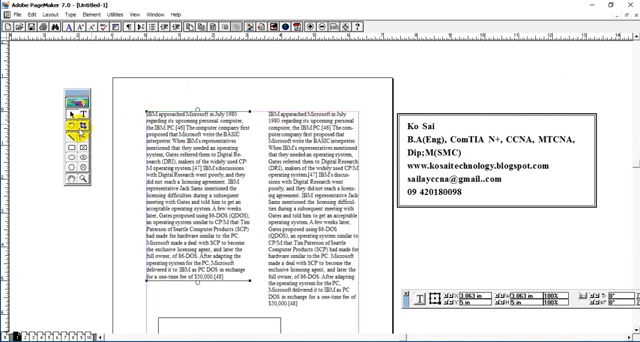 Adobe PageMaker 7.0 - [Untitled-1]
File Edit Layout Type Element Utilities View Window Help
IBM approached Microsoft in July 1980
regarding its upcoming personal computer,
the IBM PC.[46] The computer company first
proposed that Microsoft write the BASIC
interpreter. When IBM's representatives
mentioned that they needed an operating
system, Gates referred them to Digital Re-
search (DRI), makers of the widely used CP/
M operating system.[47] IBM's discussions
with Digital Research went poorly, and they
did not reach a licensing agreement. IBM
representative Jack Sams mentioned the
licensing difficulties during a subsequent
meeting with Gates and told him to get an
acceptable operating system. A few weeks
later, Gates proposed using 86-DOS (QDOS),
an operating system similar to CP/M that Tim
Paterson of Seattle Computer Products (SCP)
had made for hardware similar to the PC.
Microsoft made a deal with SCP to become
the exclusive licensing agent, and later the
full owner, of 86-DOS. After adapting the
operating system for the PC, Microsoft
delivered it to IBM as PC DOS in exchange
for a one-time fee of $50,000.[48]
IBM approached Microsoft in July
1980 regarding its upcoming personal
computer, the IBM PC.[46] The com-
puter company first proposed that
Microsoft write the BASIC interpreter.
When IBM's representatives mentioned
that they needed an operating system,
Gates referred them to Digital Research
(DRI), makers of the widely used CP/M
operating system.[47] IBM's discus-
sions with Digital Research went
poorly, and they did not reach a licens-
ing agreement. IBM representative Jack
Sams mentioned the licensing difficul-
ties during a subsequent meeting with
Gates and told him to get an acceptable
operating system. A few weeks later,
Gates proposed using 86-DOS
(QDOS), an operating system similar to
CP/M that Tim Paterson of Seattle
Computer Products (SCP) had made for
hardware similar to the PC. Microsoft
made a deal with SCP to become the
exclusive licensing agent, and later the
full owner, of 86-DOS. After adapting
the operating system for the PC,
Microsoft delivered it to IBM as PC
DOS in exchange for a one-time fee of
$50,000.[48]
Ko Sai
B.A(Eng), ComTIA N+, CCNA, MTCNA,
Dip;M(SMC)
www.kosaitechnology.blogspot.com
sailayccna@gmail..com
09 420180098
X 3.063 in W 3.063 in 100% 0°
Y 5 in H 5 in 100% 0°